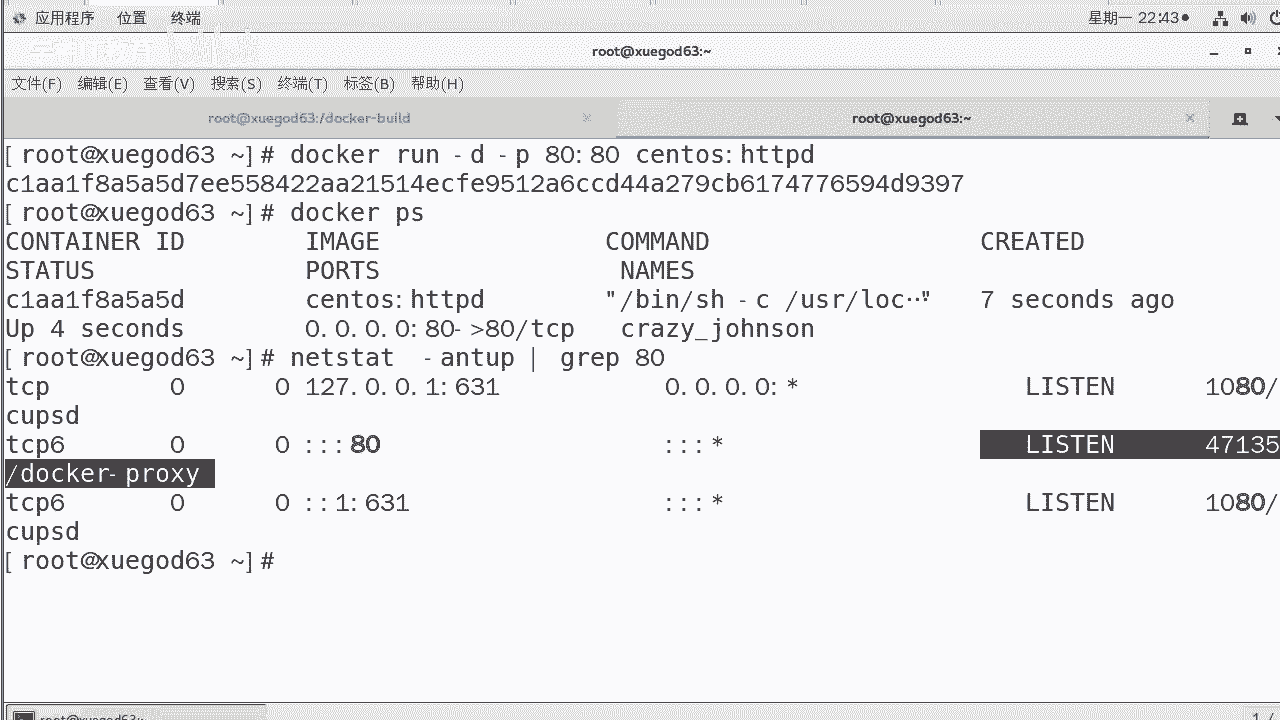 应用程序 位置 终端 星期一 22:43
root@xuegod63:~
文件(F) 编辑(E) 查看(V) 搜索(S) 终端(T) 标签(B) 帮助(H)
root@xuegod63:/docker-build root@xuegod63:~
[root@xuegod63 ~]# docker run -d -p 80:80 centos:httpd
c1aa1f8a5a5d7ee558422aa21514ecfe9512a6ccd44a279cb6174776594d9397
[root@xuegod63 ~]# docker ps
CONTAINER ID IMAGE COMMAND CREATED
STATUS PORTS NAMES
c1aa1f8a5a5d centos:httpd "/bin/sh -c /usr/loc…" 7 seconds ago
Up 4 seconds 0.0.0.0:80->80/tcp crazy_johnson
[root@xuegod63 ~]# netstat -antup | grep 80
tcp 0 0 127.0.0.1:631 0.0.0.0:* LISTEN 1080/
cupsd
tcp6 0 0 :::80 :::* LISTEN 47135
/docker-proxy
tcp6 0 0 ::1:631 :::* LISTEN 1080/
cupsd
[root@xuegod63 ~]#
root@xuegod63:~
1 /